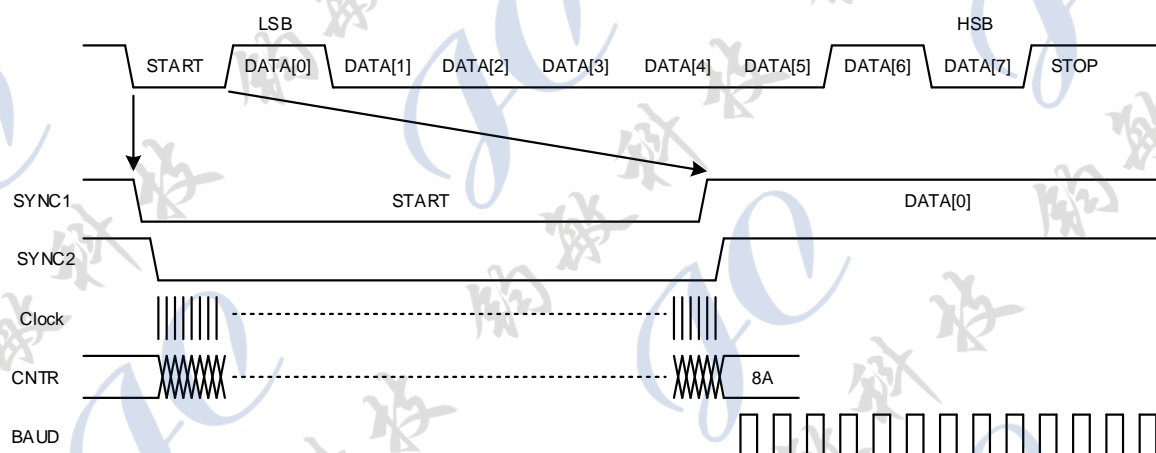 LSB
HSB
START DATA[0] DATA[1] DATA[2] DATA[3] DATA[4] DATA[5] DATA[6] DATA[7] STOP
SYNC1 START DATA[0]
SYNC2
Clock
CNTR 8A
BAUD